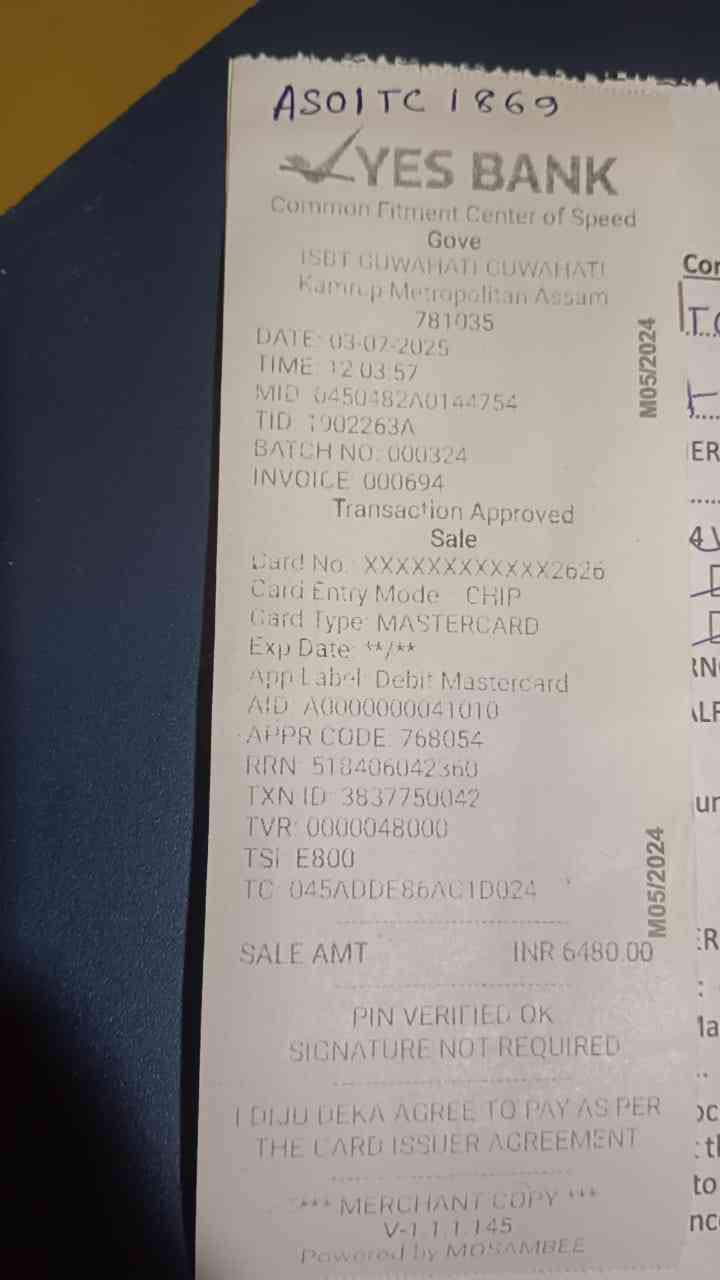 AS01TC 1869
YES BANK
Common Fitment Center of Speed
Gove
ISBT GUWAHATI GUWAHATI
Kamrup Metropolitan Assam
781035
DATE: 03-07-2025
TIME: 12:03:57
MID: 0450482A0144754
TID: 1902263A
BATCH NO: 000324
INVOICE: 000694
Transaction Approved
Sale
Card No.: XXXXXXXXXXXX2626
Card Entry Mode: CHIP
Card Type: MASTERCARD
Exp Date: **/**
App Label: Debit Mastercard
AID: A0000000041010
APPR CODE: 768054
RRN: 518406042360
TXN ID: 3837750042
TVR: 0000048000
TSI: E800
TC: 045ADDE86AC1D024
SALE AMT INR 6480.00
PIN VERIFIED OK
SIGNATURE NOT REQUIRED
I DIJU DEKA AGREE TO PAY AS PER
THE CARD ISSUER AGREEMENT
*** MERCHANT COPY ***
V-1.1.1.145
Powered by MOSAMBEE
M05/2024
M05/2024